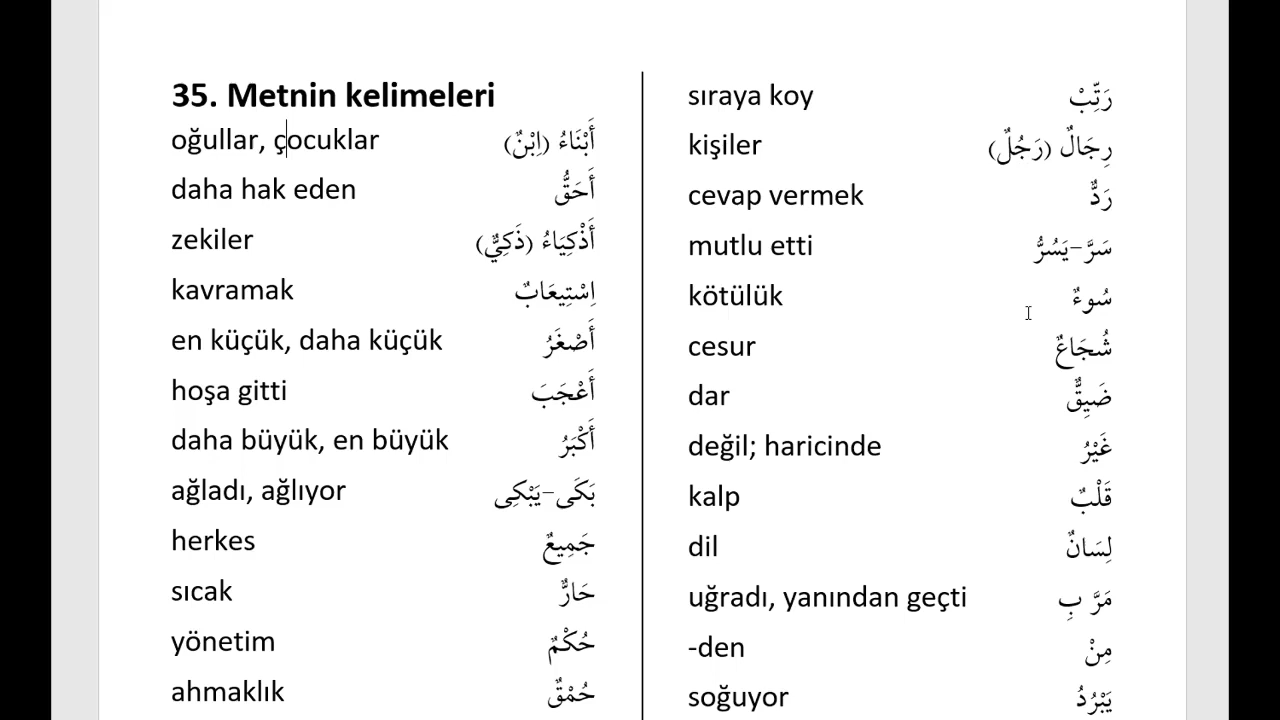 35. Metnin kelimeleri
oğullar, çocuklar أَبْنَاءُ (اِبْنٌ)
daha hak eden أَحَقُّ
zekiler أَذْكِيَاءُ (ذَكِيٌّ)
kavramak اِسْتِيعَابٌ
en küçük, daha küçük أَصْغَرُ
hoşa gitti أَعْجَبَ
daha büyük, en büyük أَكْبَرُ
ağladı, ağlıyor بَكَى-يَبْكِى
herkes جَمِيعٌ
sıcak حَارٌّ
yönetim حُكْمٌ
ahmaklık حُمْقٌ
sıraya koy رَتِّبْ
kişiler رِجَالٌ (رَجُلٌ)
cevap vermek رَدٌّ
mutlu etti سَرَّ-يَسُرُّ
kötülük سُوءٌ
cesur شُجَاعٌ
dar ضَيِقٌّ
değil; haricinde غَيْرُ
kalp قَلْبٌ
dil لِسَانٌ
uğradı, yanından geçti مَرَّ بِ
-den مِنْ
soğuyor يَبْرُدُ